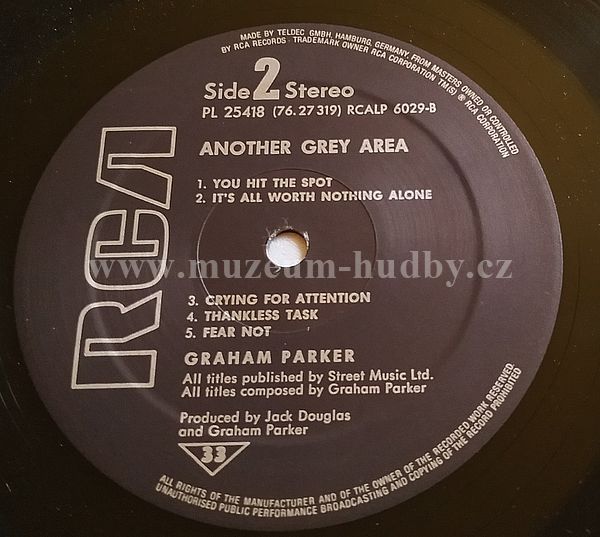 MADE BY TELDEC GMBH, HAMBURG, GERMANY, FROM MASTERS OWNED OR CONTROLLED
BY RCA RECORDS · TRADEMARK OWNER RCA CORPORATION TM(S) ® RCA CORPORATION
Side 2 Stereo
PL 25418 (76.27319) RCALP 6029-B
RCA
ANOTHER GREY AREA
1. YOU HIT THE SPOT
2. IT'S ALL WORTH NOTHING ALONE
www.muzeum-hudby.cz
3. CRYING FOR ATTENTION
4. THANKLESS TASK
5. FEAR NOT
GRAHAM PARKER
All titles published by Street Music Ltd.
All titles composed by Graham Parker
Produced by Jack Douglas
and Graham Parker
33
ALL RIGHTS OF THE MANUFACTURER AND OF THE OWNER OF THE RECORDED WORK RESERVED.
UNAUTHORISED PUBLIC PERFORMANCE BROADCASTING AND COPYING OF THE RECORD PROHIBITED